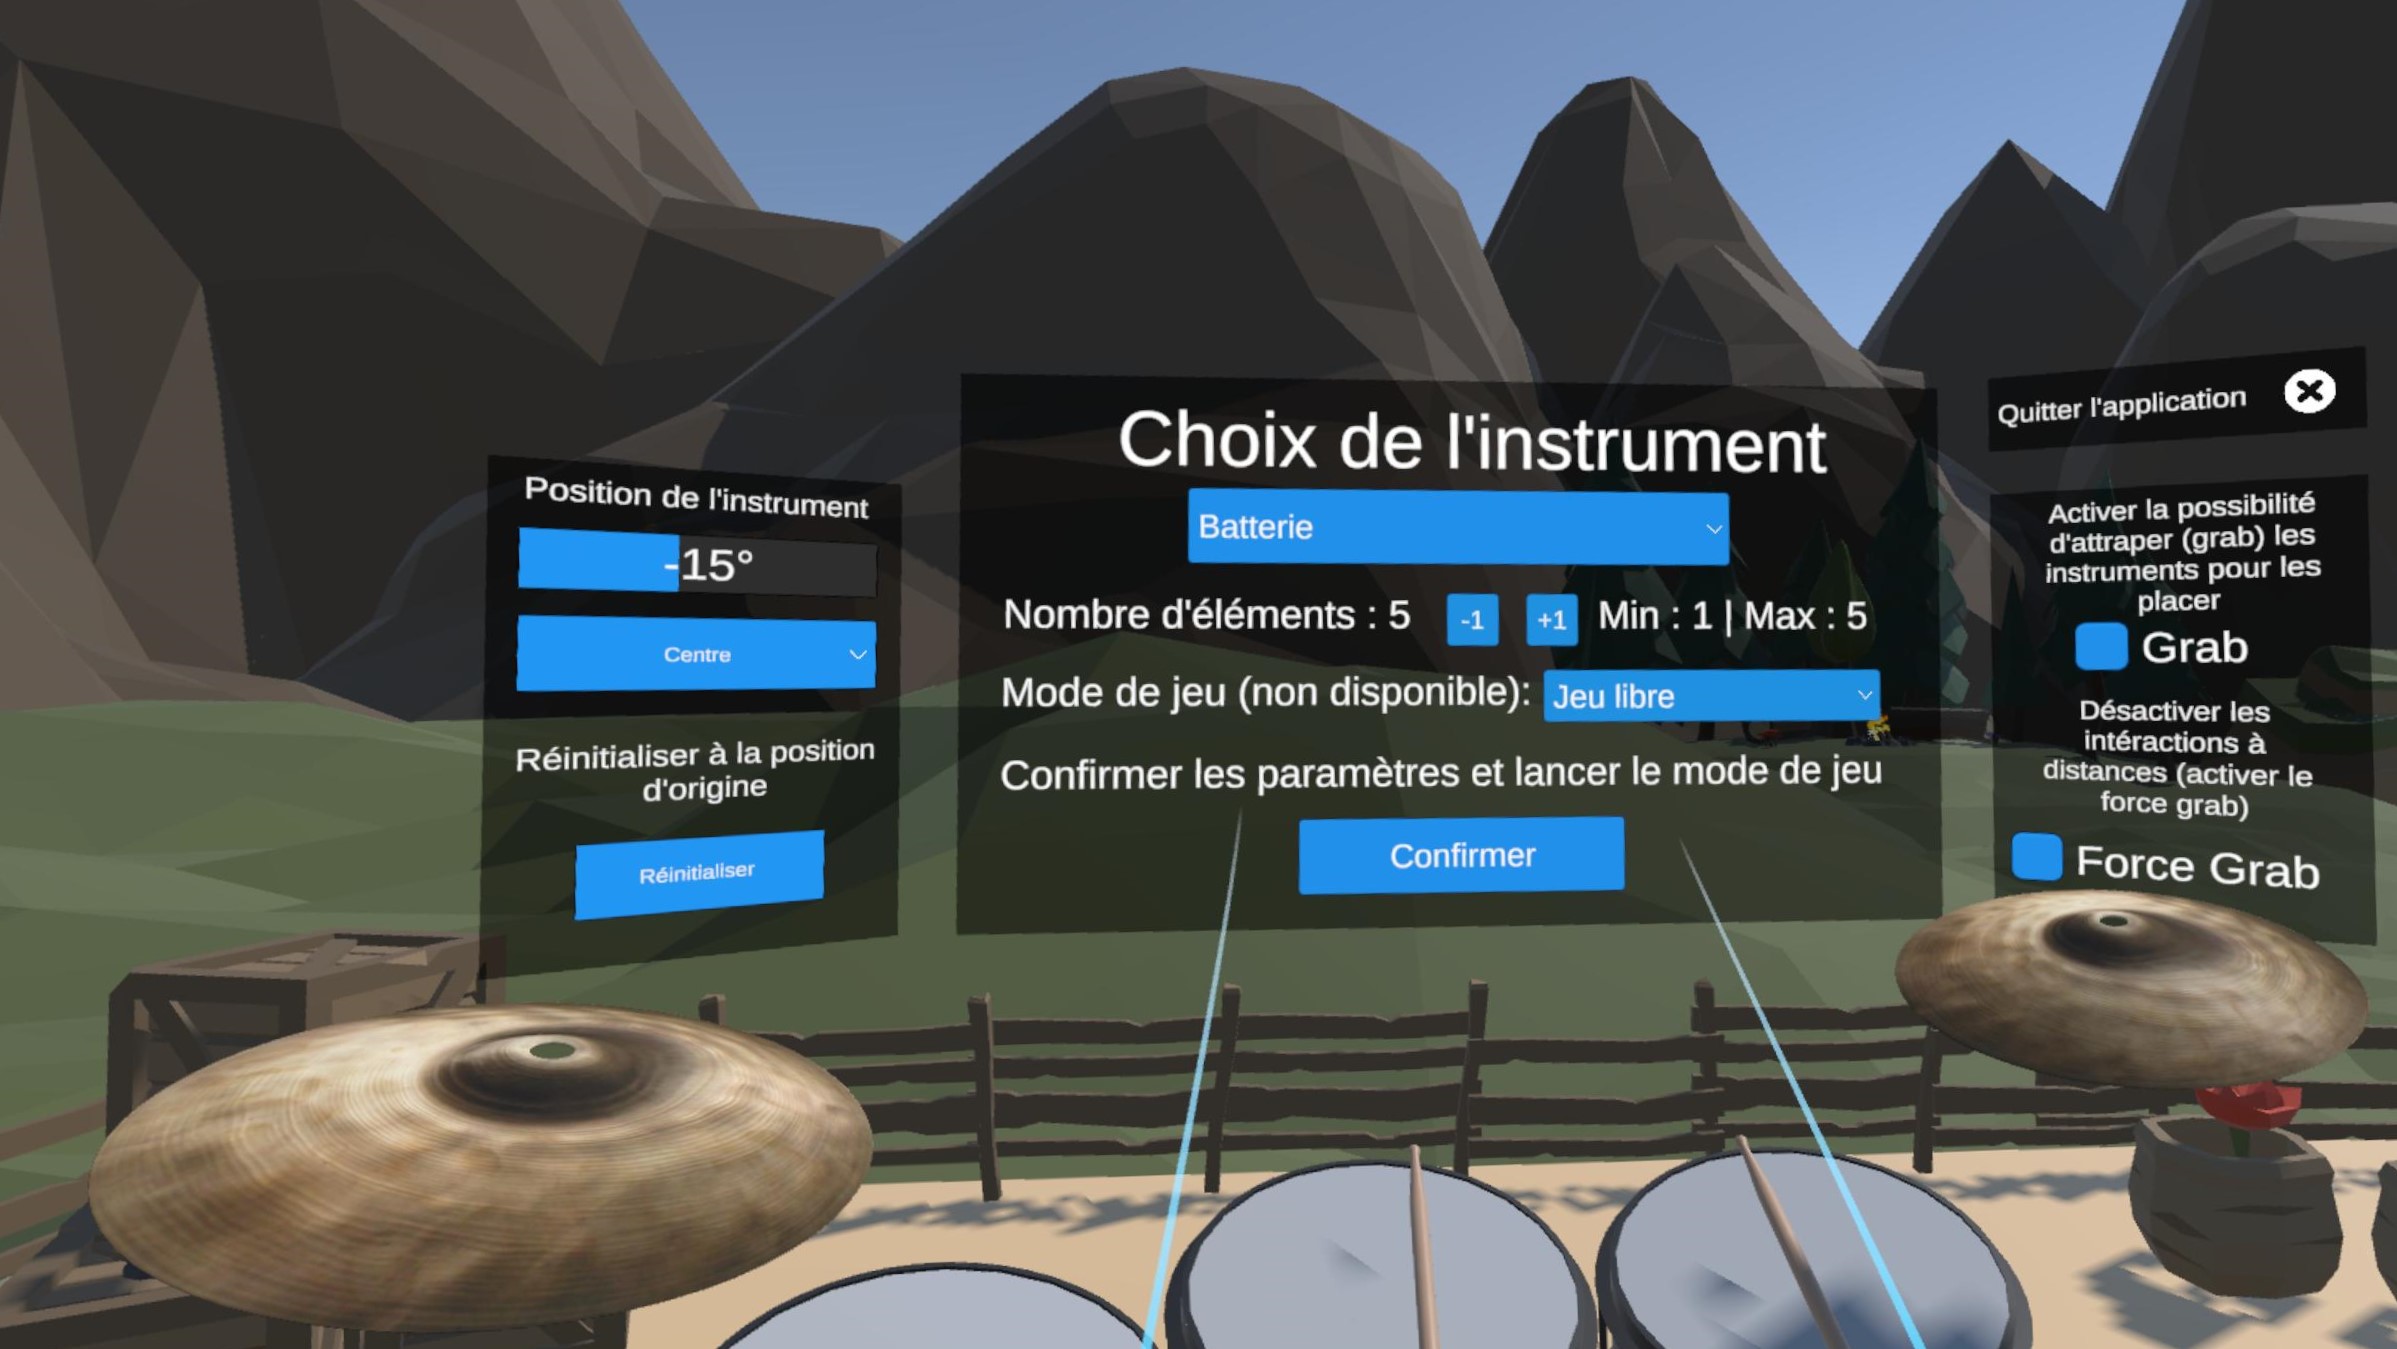 Position de l'instrument
-15°
Centre
Réinitialiser à la position
d'origine
Réinitialiser
Choix de l'instrument
Batterie
Nombre d'éléments : 5 -1 +1 Min : 1 | Max : 5
Mode de jeu (non disponible): Jeu libre
Confirmer les paramètres et lancer le mode de jeu
Confirmer
Quitter l'application
Activer la possibilité
d'attraper (grab) les
instruments pour les
placer
Grab
Désactiver les
intéractions à
distances (activer le
force grab)
Force Grab